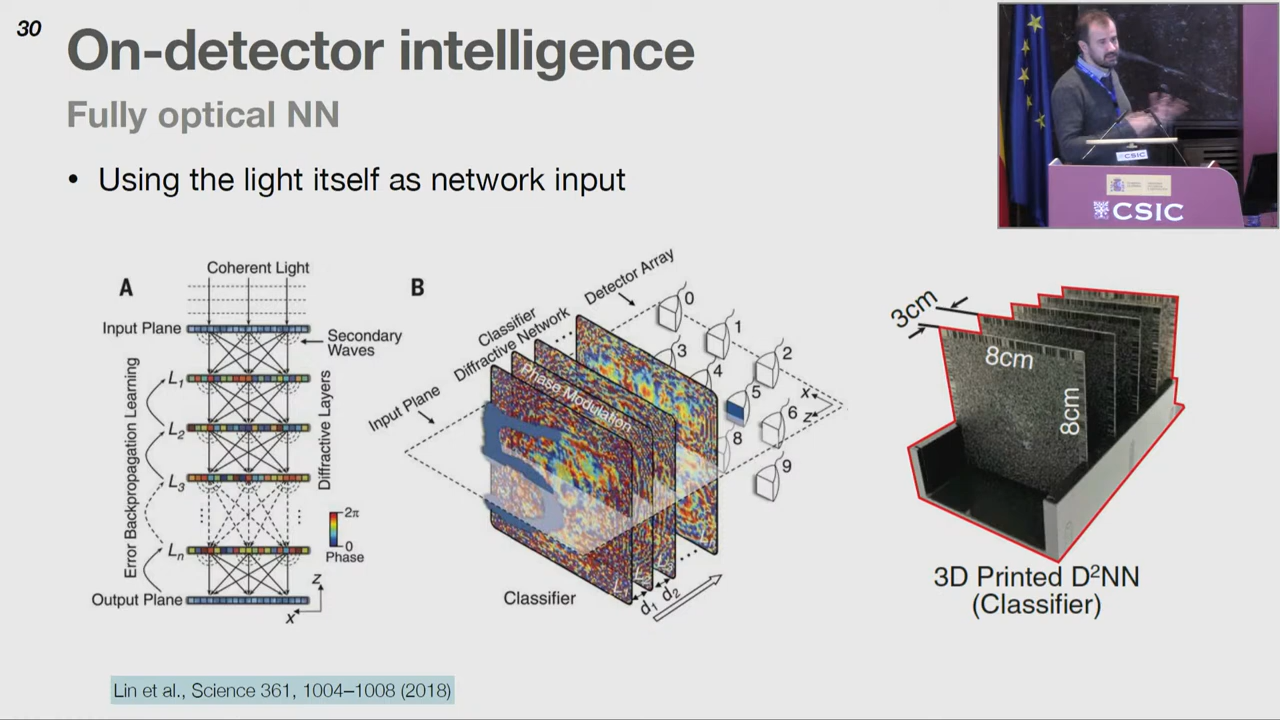 30
On-detector intelligence
Fully optical NN
• Using the light itself as network input
CSIC
CSIC
A
Coherent Light
Input Plane
Secondary
Waves
Error Backpropagation Learning
L1
L2
L3
Ln
Diffractive Layers
2π
0
Phase
Output Plane
z
x
B
Detector Array
Classifier
Diffractive Network
Input Plane
Phase Modulation
0
1
2
3
4
5
6
8
9
x
z
Classifier
d1
d2
3cm
8cm
8cm
3D Printed D²NN
(Classifier)
Lin et al., Science 361, 1004–1008 (2018)